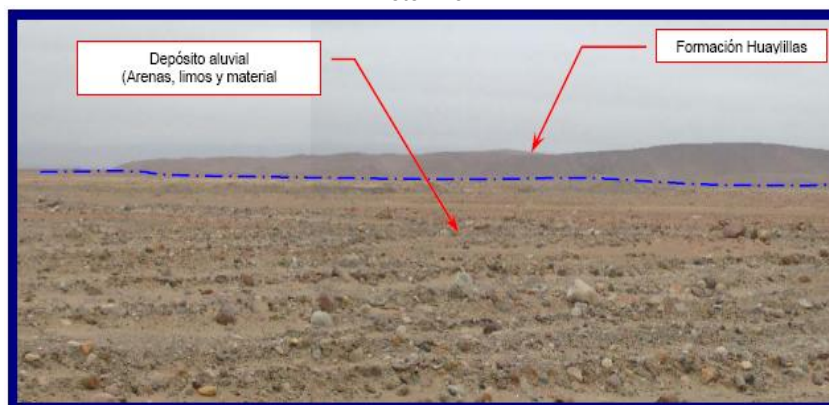 Depósito aluvial
(Arenas, limos y material
Formación Huaylillas